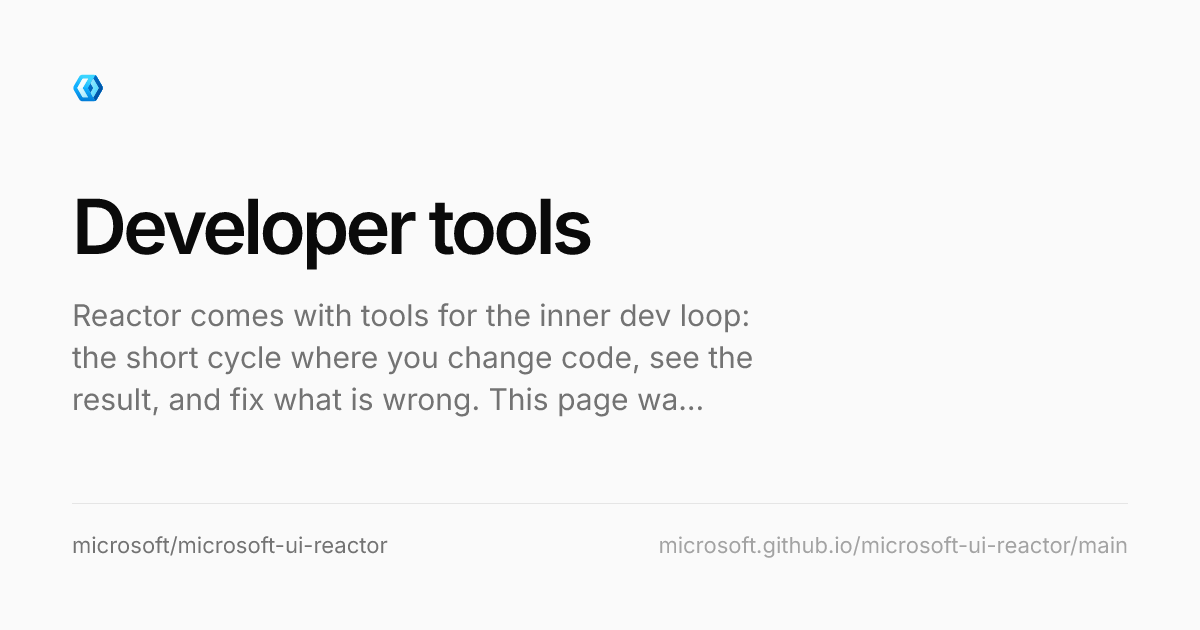 Developer tools
Reactor comes with tools for the inner dev loop:
the short cycle where you change code, see the
result, and fix what is wrong. This page wa...
microsoft/microsoft-ui-reactor
microsoft.github.io/microsoft-ui-reactor/main